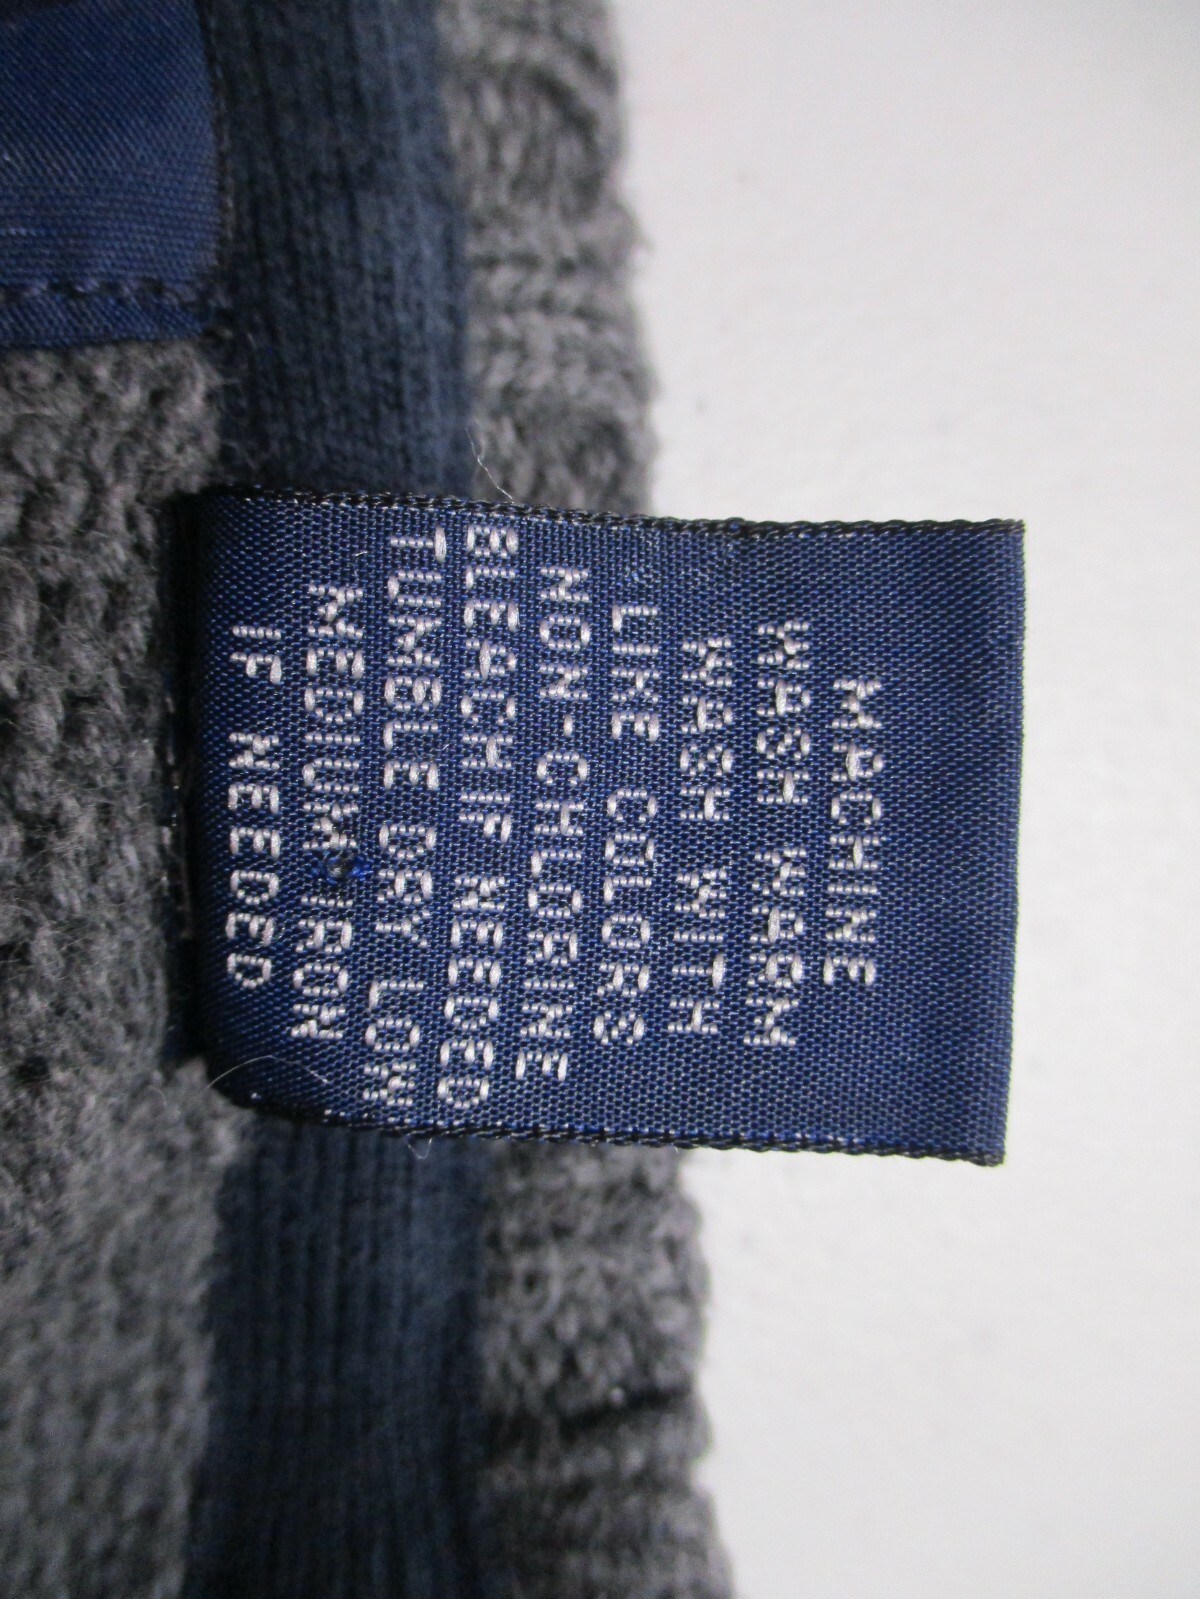 MACHINE
WASH WARM
WASH WITH
LIKE COLORS
NON-CHLORINE
BLEACH IF NEEDED
TUMBLE DRY LOW
MEDIUM IRON
IF NEEDED